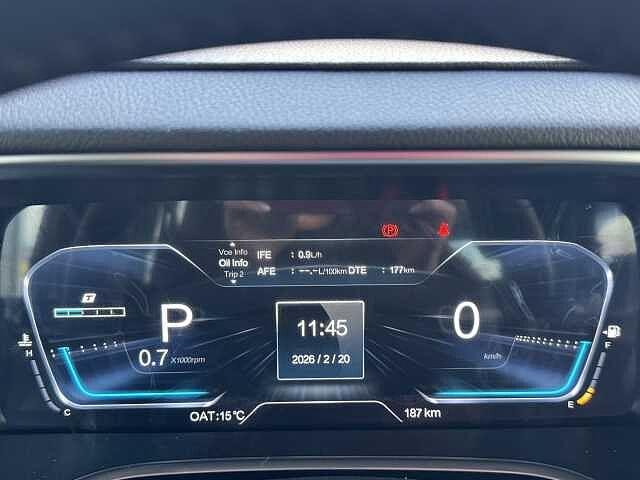 (P)
Vce Info
Oil Info
Trip 2
IFE : 0.9L/h
AFE : --.-L/100km DTE : 177km
P
0.7 X1000rpm
11:45
2026 / 2 / 20
0
km/h
H
C
F
E
OAT:15℃
187 km